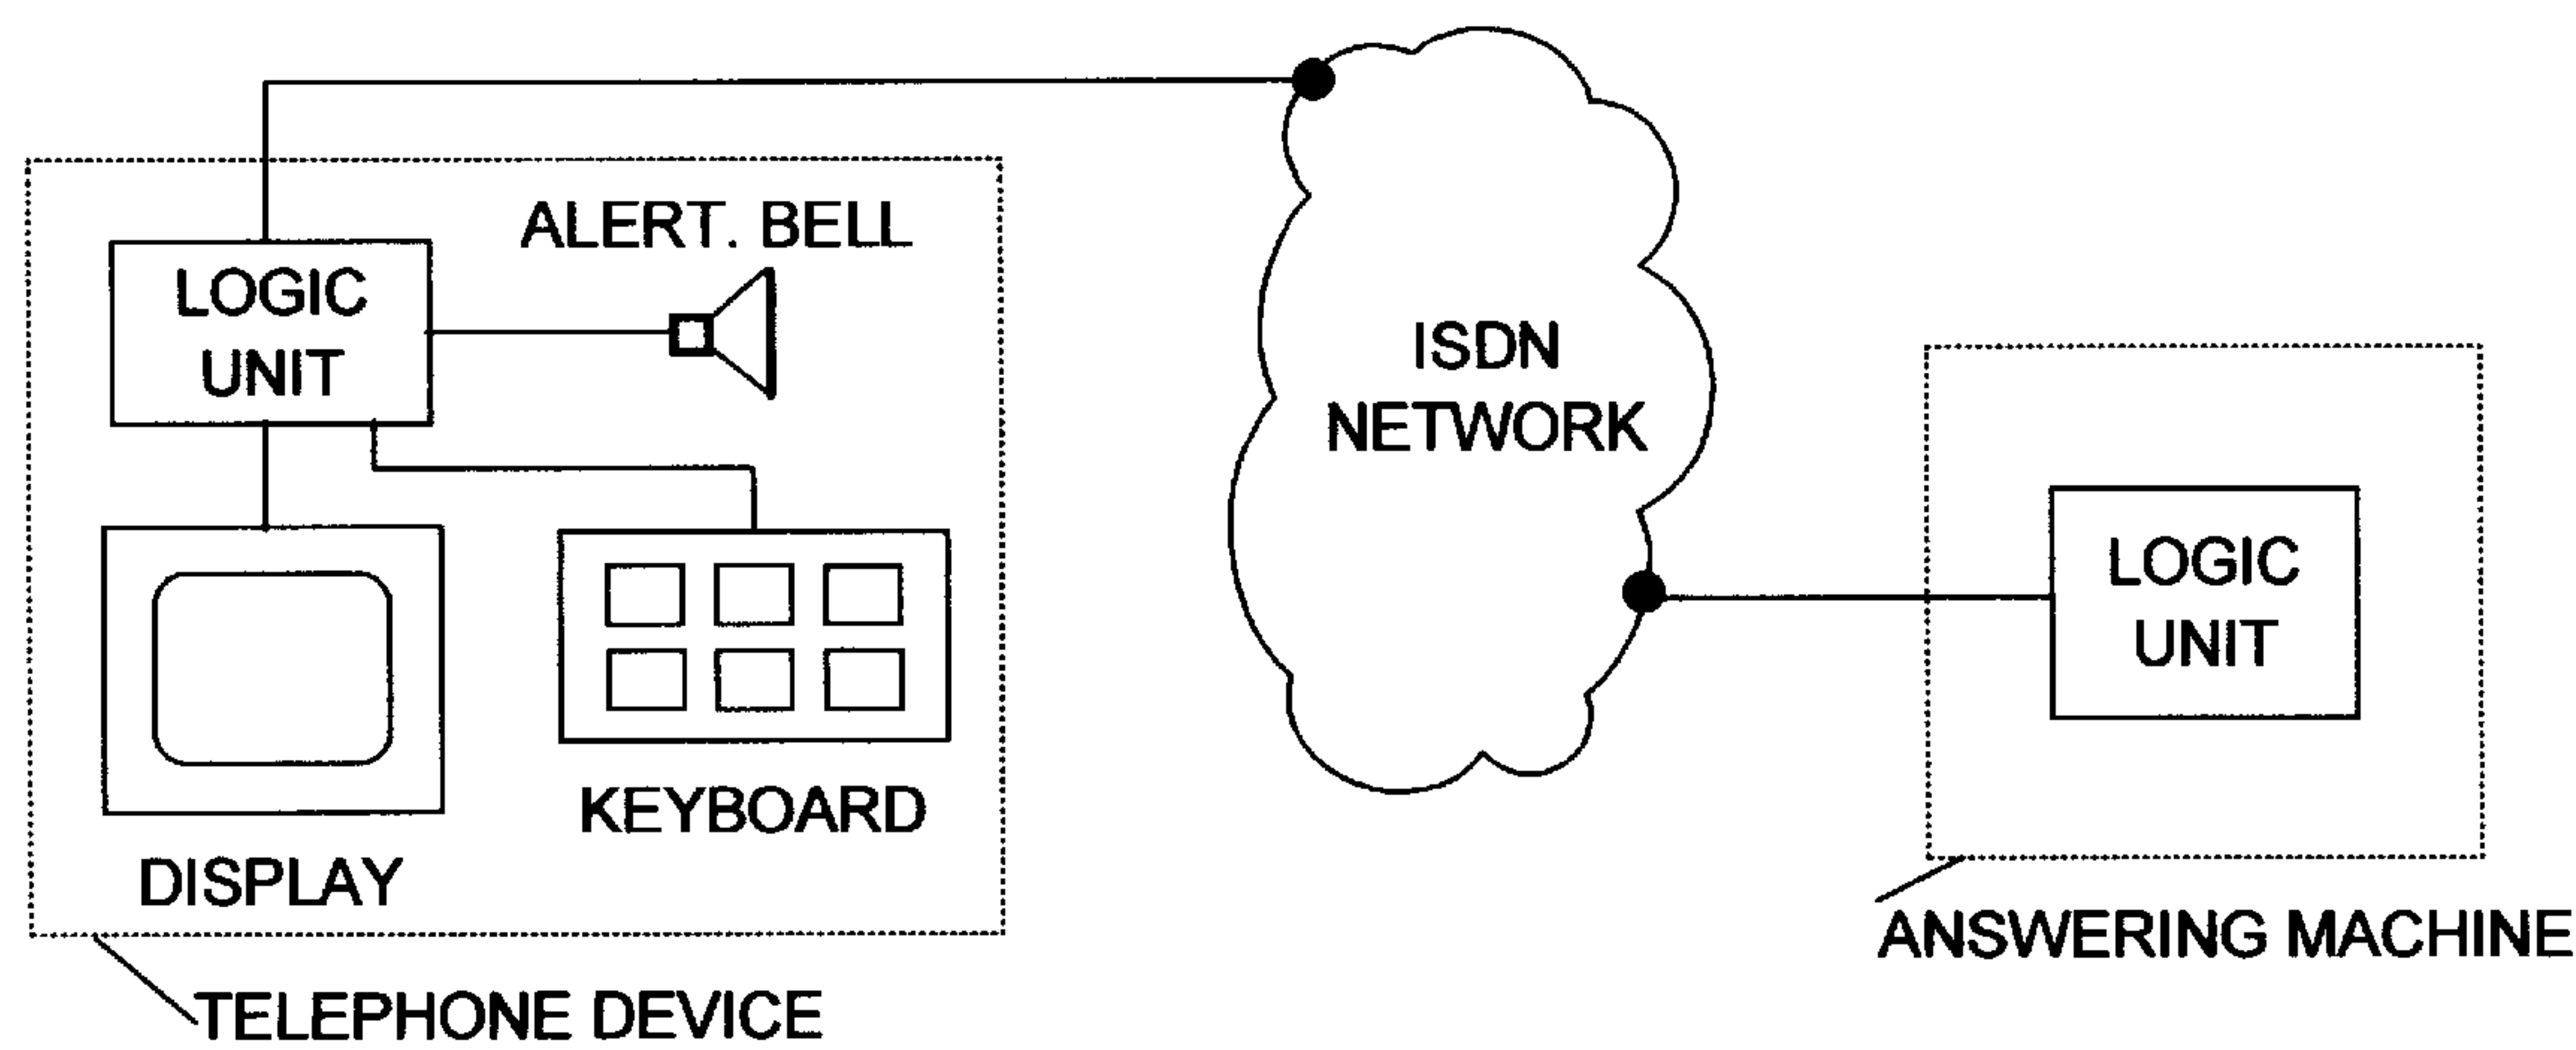 ALERT. BELL
LOGIC
UNIT
ISDN
NETWORK
LOGIC
UNIT
KEYBOARD
DISPLAY
ANSWERING MACHINE
TELEPHONE DEVICE